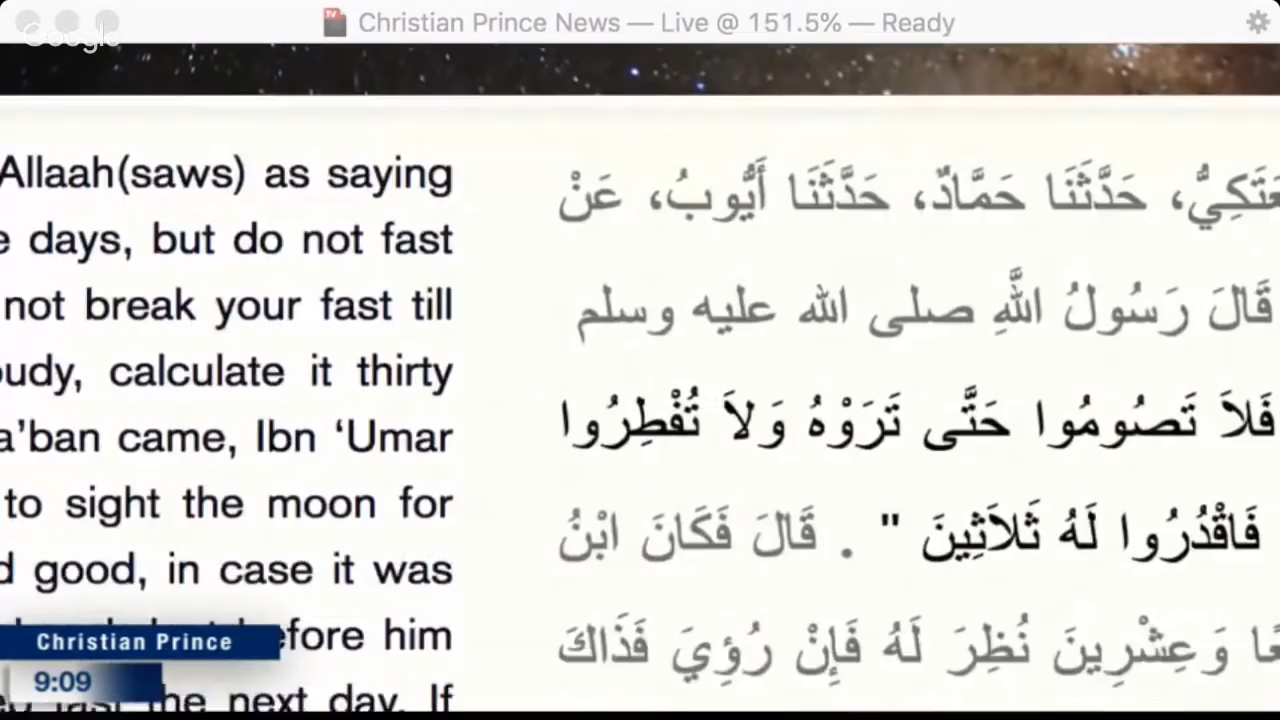 Christian Prince News — Live @ 151.5% — Ready
Google
Allaah(saws) as saying
days, but do not fast
not break your fast till
calculate it thirty
came, Ibn ‘Umar
to sight the moon for
good, in case it was
before him
the next day. If
حَدَّثَنَا حَمَّادٌ، حَدَّثَنَا أَيُّوبُ، عَنْ
قَالَ رَسُولُ اللَّهِ صلى الله عليه وسلم
فَلاَ تَصُومُوا حَتَّى تَرَوْهُ وَلاَ تُفْطِرُوا
فَاقْدُرُوا لَهُ ثَلاَثِينَ " . قَالَ فَكَانَ ابْنُ
وَعِشْرِينَ نُظِرَ لَهُ فَإِنْ رُؤِيَ فَذَاكَ
Christian Prince
9:09